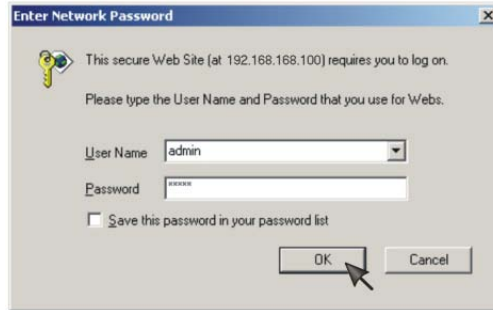 Enter Network Password
This secure Web Site (at 192.168.168.100) requires you to log on.
Please type the User Name and Password that you use for Webs.
User Name admin
Password *****
Save this password in your password list
OK Cancel